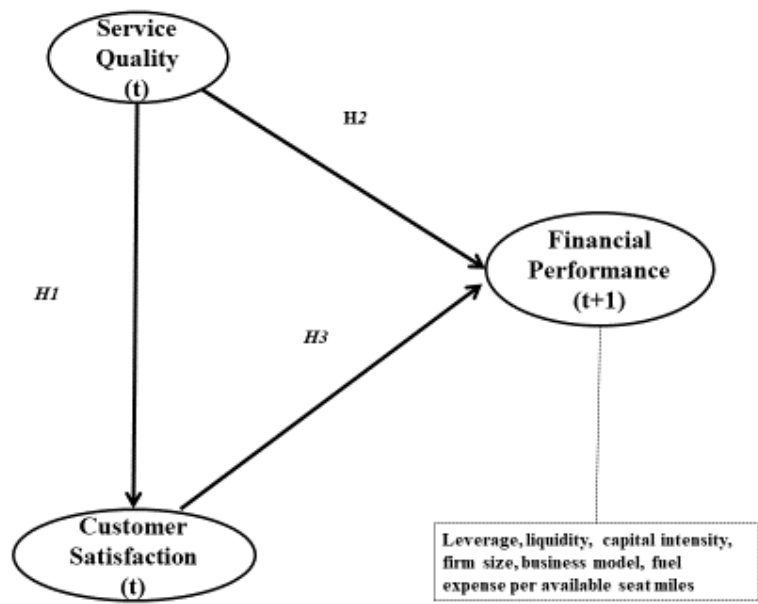 Service
Quality
(t)
H2
Financial
Performance
(t+1)
H1
H3
Customer
Satisfaction
(t)
Leverage, liquidity, capital intensity,
firm size, business model, fuel
expense per available seat miles